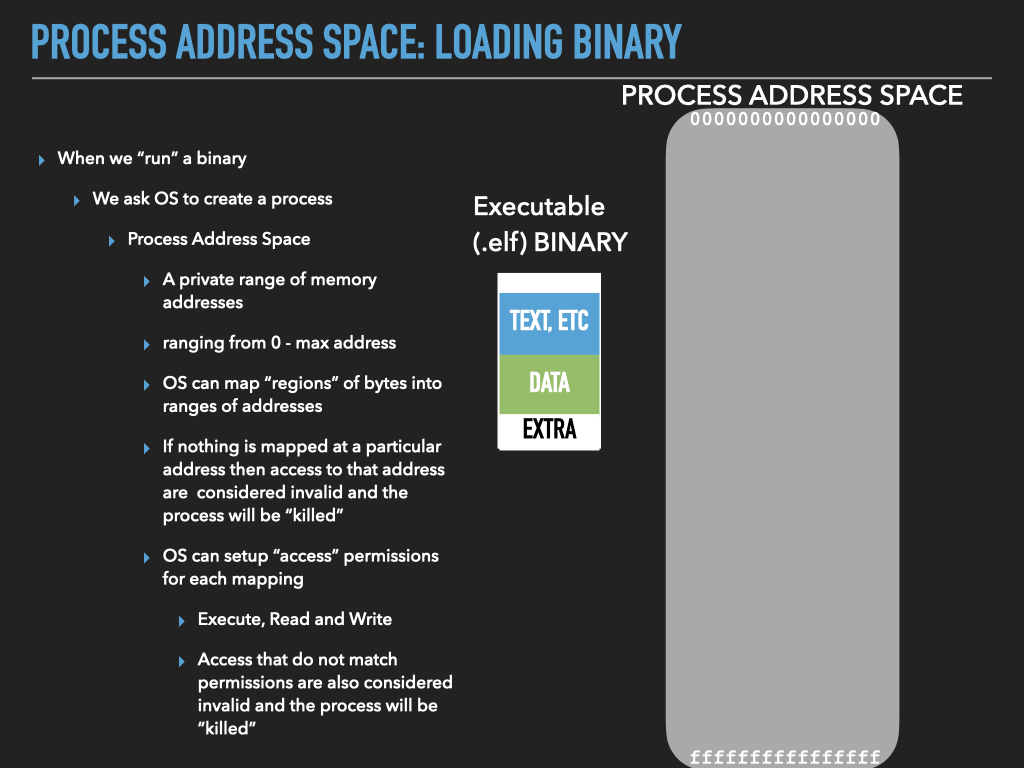 PROCESS ADDRESS SPACE: LOADING BINARY
When we “run” a binary
We ask OS to create a process
Process Address Space
A private range of memory
addresses
ranging from 0 - max address
OS can map “regions” of bytes into
ranges of addresses
If nothing is mapped at a particular
address then access to that address
are considered invalid and the
process will be “killed”
OS can setup “access” permissions
for each mapping
Execute, Read and Write
Access that do not match
permissions are also considered
invalid and the process will be
“killed”
Executable
(.elf) BINARY
TEXT, ETC
DATA
EXTRA
PROCESS ADDRESS SPACE
0000000000000000
ffffffffffffffff